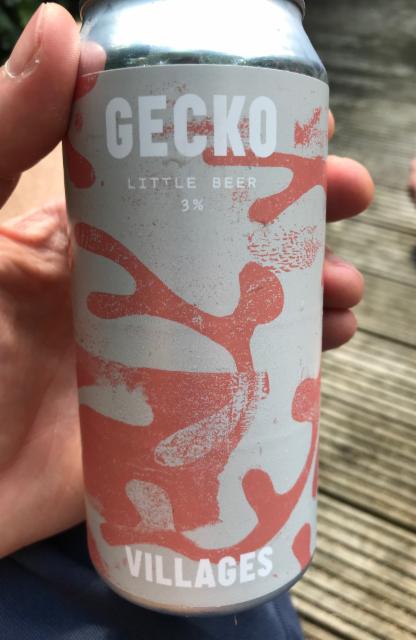 GECKO
LITTLE BEER
3%
VILLAGES